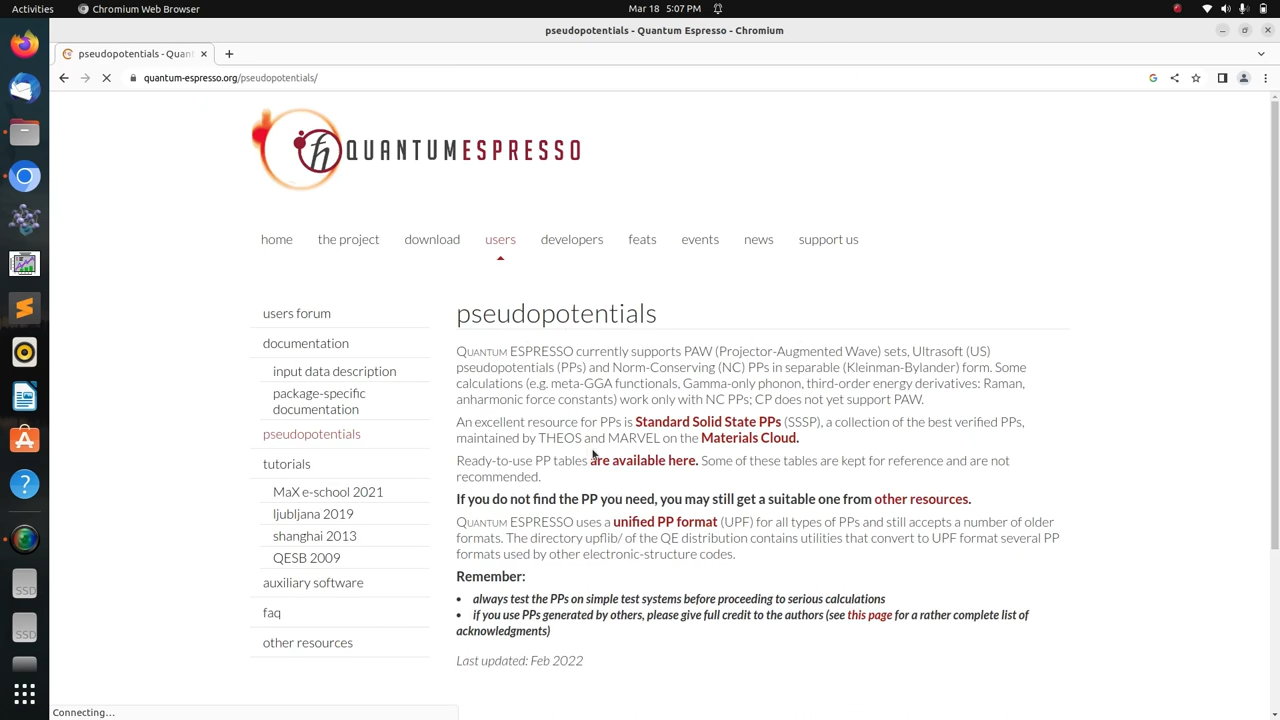 Activities
Chromium Web Browser
Mar 18 5:07 PM
pseudopotentials - Quantum Espresso - Chromium
pseudopotentials - Quan
quantum-espresso.org/pseudopotentials/
QUANTUMESPRESSO
home the project download users developers feats events news support us
users forum
documentation
input data description
package-specific
documentation
pseudopotentials
tutorials
MaX e-school 2021
ljubljana 2019
shanghai 2013
QESB 2009
auxiliary software
faq
other resources
pseudopotentials
QUANTUM ESPRESSO currently supports PAW (Projector-Augmented Wave) sets, Ultrasoft (US)
pseudopotentials (PPs) and Norm-Conserving (NC) PPs in separable (Kleinman-Bylander) form. Some
calculations (e.g. meta-GGA functionals, Gamma-only phonon, third-order energy derivatives: Raman,
anharmonic force constants) work only with NC PPs; CP does not yet support PAW.
An excellent resource for PPs is Standard Solid State PPs (SSSP), a collection of the best verified PPs,
maintained by THEOS and MARVEL on the Materials Cloud.
Ready-to-use PP tables are available here. Some of these tables are kept for reference and are not
recommended.
If you do not find the PP you need, you may still get a suitable one from other resources.
QUANTUM ESPRESSO uses a unified PP format (UPF) for all types of PPs and still accepts a number of older
formats. The directory upflib/ of the QE distribution contains utilities that convert to UPF format several PP
formats used by other electronic-structure codes.
Remember:
• always test the PPs on simple test systems before proceeding to serious calculations
• if you use PPs generated by others, please give full credit to the authors (see this page for a rather complete list of
acknowledgments)
Last updated: Feb 2022
SSD
SSD
Connecting...